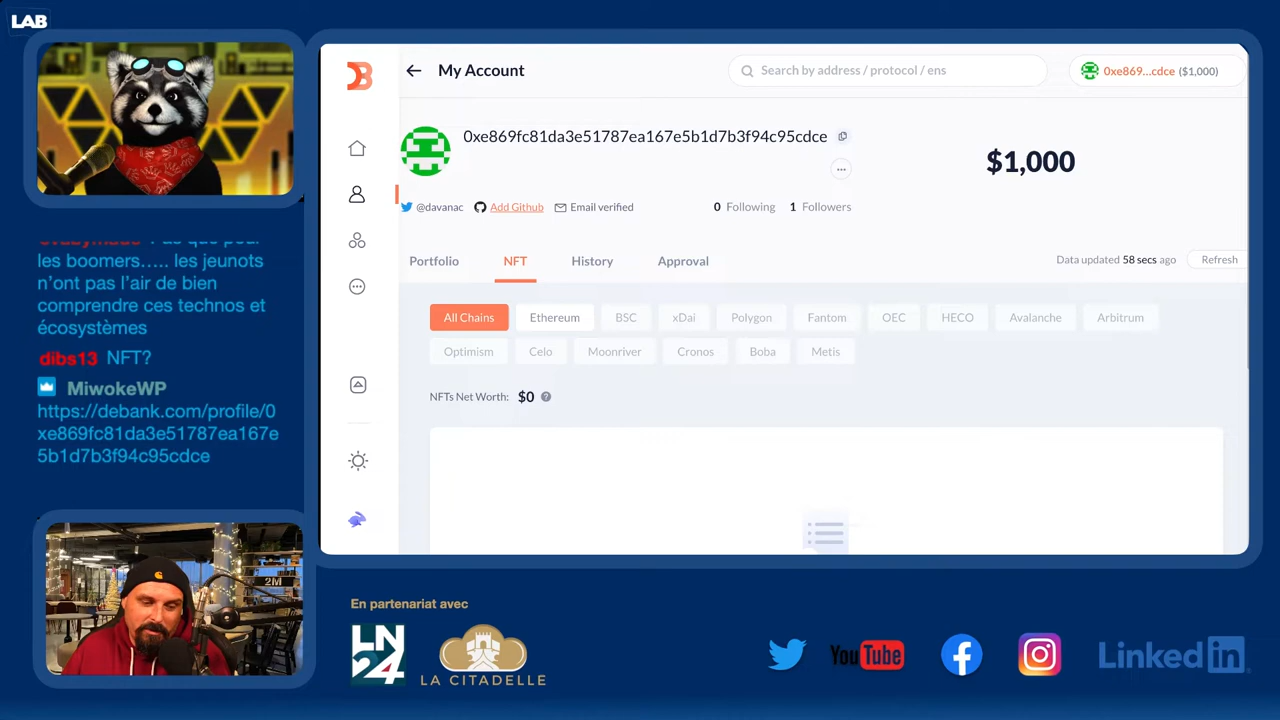 LAB
les boomers..... les jeunots
n'ont pas l'air de bien
comprendre ces technos et
écosystèmes
dibs13 NFT?
MiwokeWP
https://debank.com/profile/0
xe869fc81da3e51787ea167e
5b1d7b3f94c95cdce
My Account
Search by address / protocol / ens
0xe869...cdce ($1,000)
0xe869fc81da3e51787ea167e5b1d7b3f94c95cdce
$1,000
@davanac Add Github Email verified 0 Following 1 Followers
Portfolio NFT History Approval
Data updated 58 secs ago Refresh
All Chains Ethereum BSC xDai Polygon Fantom OEC HECO Avalanche Arbitrum
Optimism Celo Moonriver Cronos Boba Metis
NFTs Net Worth: $0 ?
2M
En partenariat avec
LN
24
LA CITADELLE
YouTube
LinkedIn